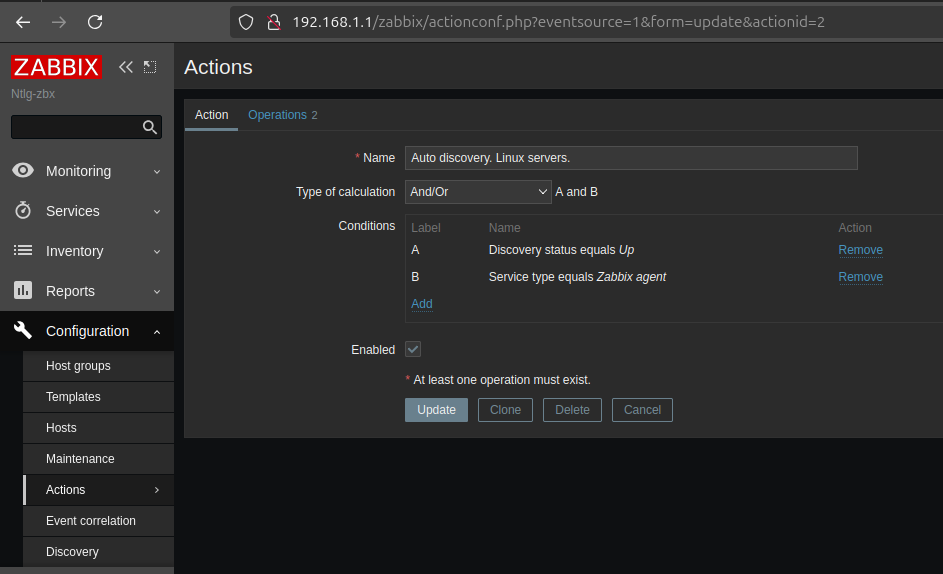 192.168.1.1/zabbix/actionconf.php?eventsource=1&form=update&actionid=2
ZABBIX
Ntlg-zbx
Monitoring
Services
Inventory
Reports
Configuration
Host groups
Templates
Hosts
Maintenance
Actions
Event correlation
Discovery
Actions
Action Operations 2
* Name Auto discovery. Linux servers.
Type of calculation And/Or A and B
Conditions Label Name Action
A Discovery status equals Up Remove
B Service type equals Zabbix agent Remove
Add
Enabled
* At least one operation must exist.
Update Clone Delete Cancel